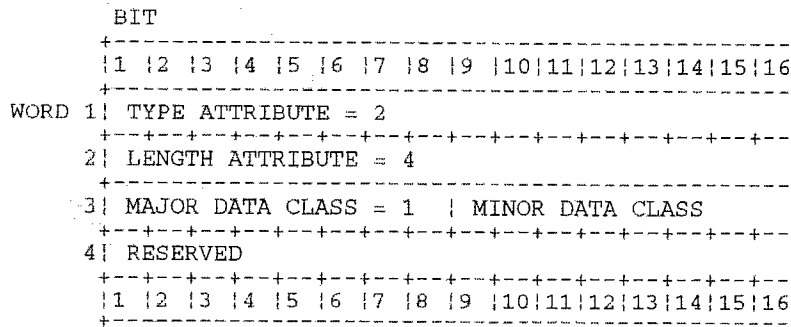 BIT
+---------------------------------------------
¦1 ¦2 ¦3 ¦4 ¦5 ¦6 ¦7 ¦8 ¦9 ¦10¦11¦12¦13¦14¦15¦16
+---------------------------------------------
WORD 1¦ TYPE ATTRIBUTE = 2
+--+--+--+--+--+--+--+--+--+--+--+--+--+--+--+--
2¦ LENGTH ATTRIBUTE = 4
+---------------------------------------------
3¦ MAJOR DATA CLASS = 1 ¦ MINOR DATA CLASS
+--+--+--+--+--+--+--+--+--+--+--+--+--+--+--+--
4¦ RESERVED
+--+--+--+--+--+--+--+--+--+--+--+--+--+--+--+--
¦1 ¦2 ¦3 ¦4 ¦5 ¦6 ¦7 ¦8 ¦9 ¦10¦11¦12¦13¦14¦15¦16
+---------------------------------------------